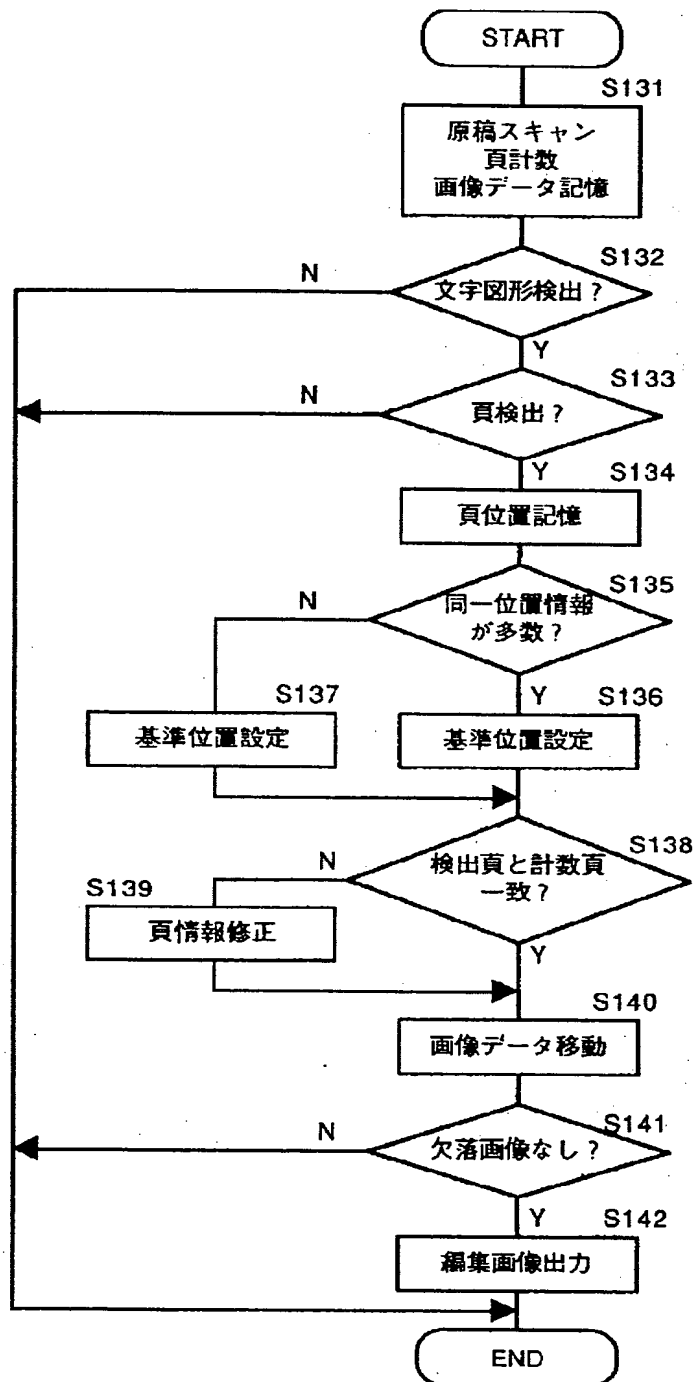 START
S131
原稿スキャン
頁計数
画像データ記憶
S132
N
文字図形検出？
Y
S133
N
頁検出？
Y
S134
頁位置記憶
S135
N
同一位置情報
が多数？
Y
S137
S136
基準位置設定
基準位置設定
S138
N
検出頁と計数頁
一致？
S139
頁情報修正
Y
S140
画像データ移動
S141
N
欠落画像なし？
Y
S142
編集画像出力
END